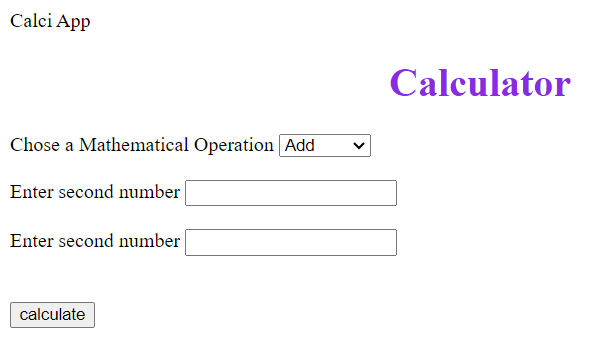 Calci App
Calculator
Chose a Mathematical Operation Add
Enter second number
Enter second number
calculate